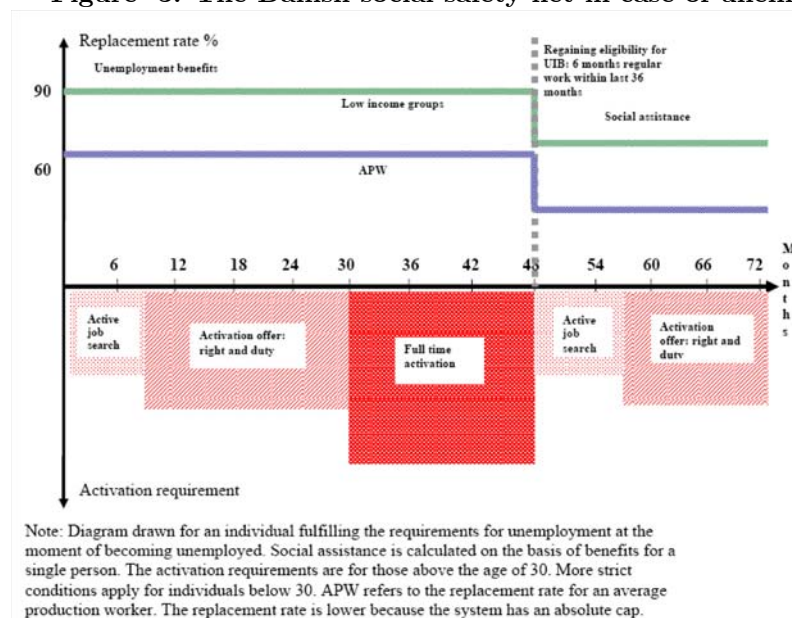 Replacement rate %
Unemployment benefits
Regaining eligibility for
UIB: 6 months regular
work within last 36
months
90
Low income groups
Social assistance
60
APW
6 12 18 24 30 36 42 48 54 60 66 72
M
o
n
t
h
s
Active
job
search
Activation offer:
right and duty
Full time
activation
Active
job
search
Activation
offer: right and
duty
Activation requirement
Note: Diagram drawn for an individual fulfilling the requirements for unemployment at the
moment of becoming unemployed. Social assistance is calculated on the basis of benefits for a
single person. The activation requirements are for those above the age of 30. More strict
conditions apply for individuals below 30. APW refers to the replacement rate for an average
production worker. The replacement rate is lower because the system has an absolute cap.